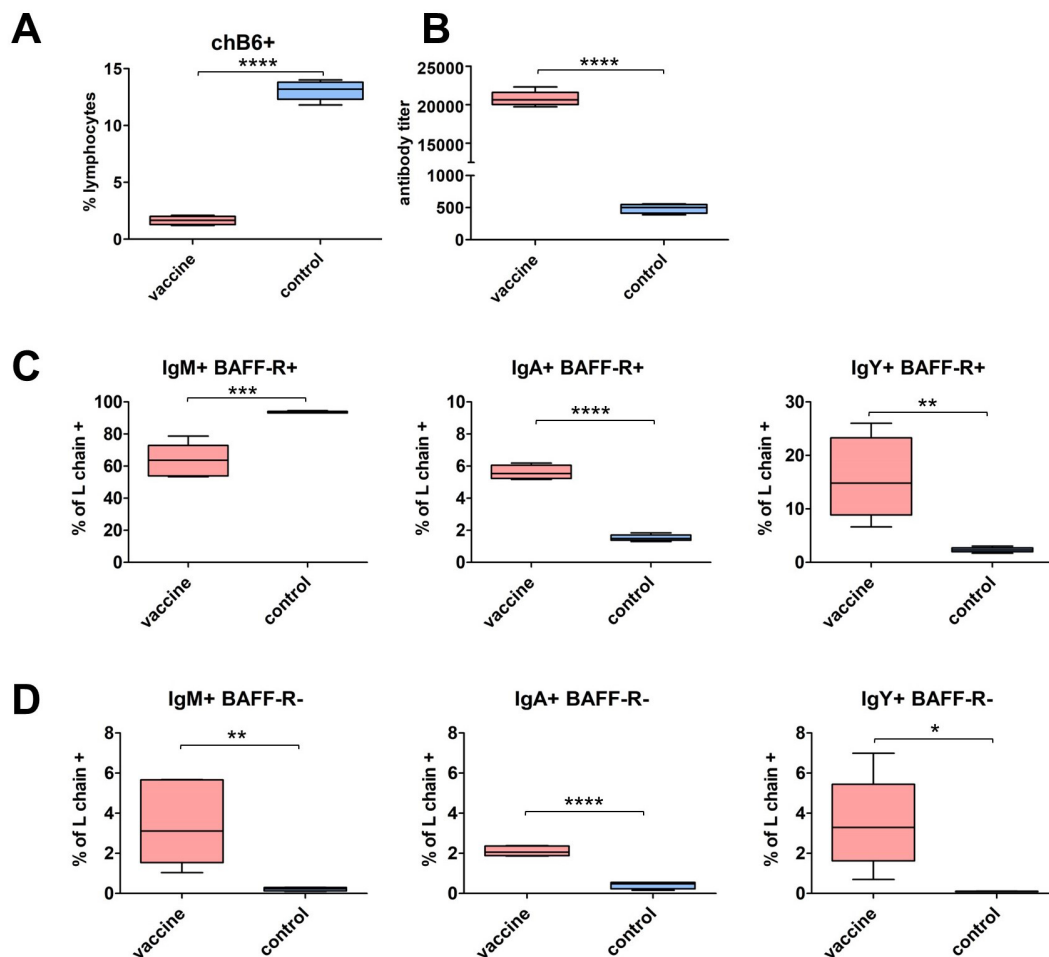 A
chB6+
****
% lymphocytes
15
10
5
0
vaccine
control
B
****
antibody titer
25000
20000
15000
1000
500
0
vaccine
control
C
IgM+ BAFF-R+
***
% of L chain +
100
80
60
40
20
0
vaccine
control
IgA+ BAFF-R+
****
% of L chain +
10
8
6
4
2
0
vaccine
control
IgY+ BAFF-R+
**
% of L chain +
30
20
10
0
vaccine
control
D
IgM+ BAFF-R-
**
% of L chain +
8
6
4
2
0
vaccine
control
IgA+ BAFF-R-
****
% of L chain +
8
6
4
2
0
vaccine
control
IgY+ BAFF-R-
*
% of L chain +
8
6
4
2
0
vaccine
control